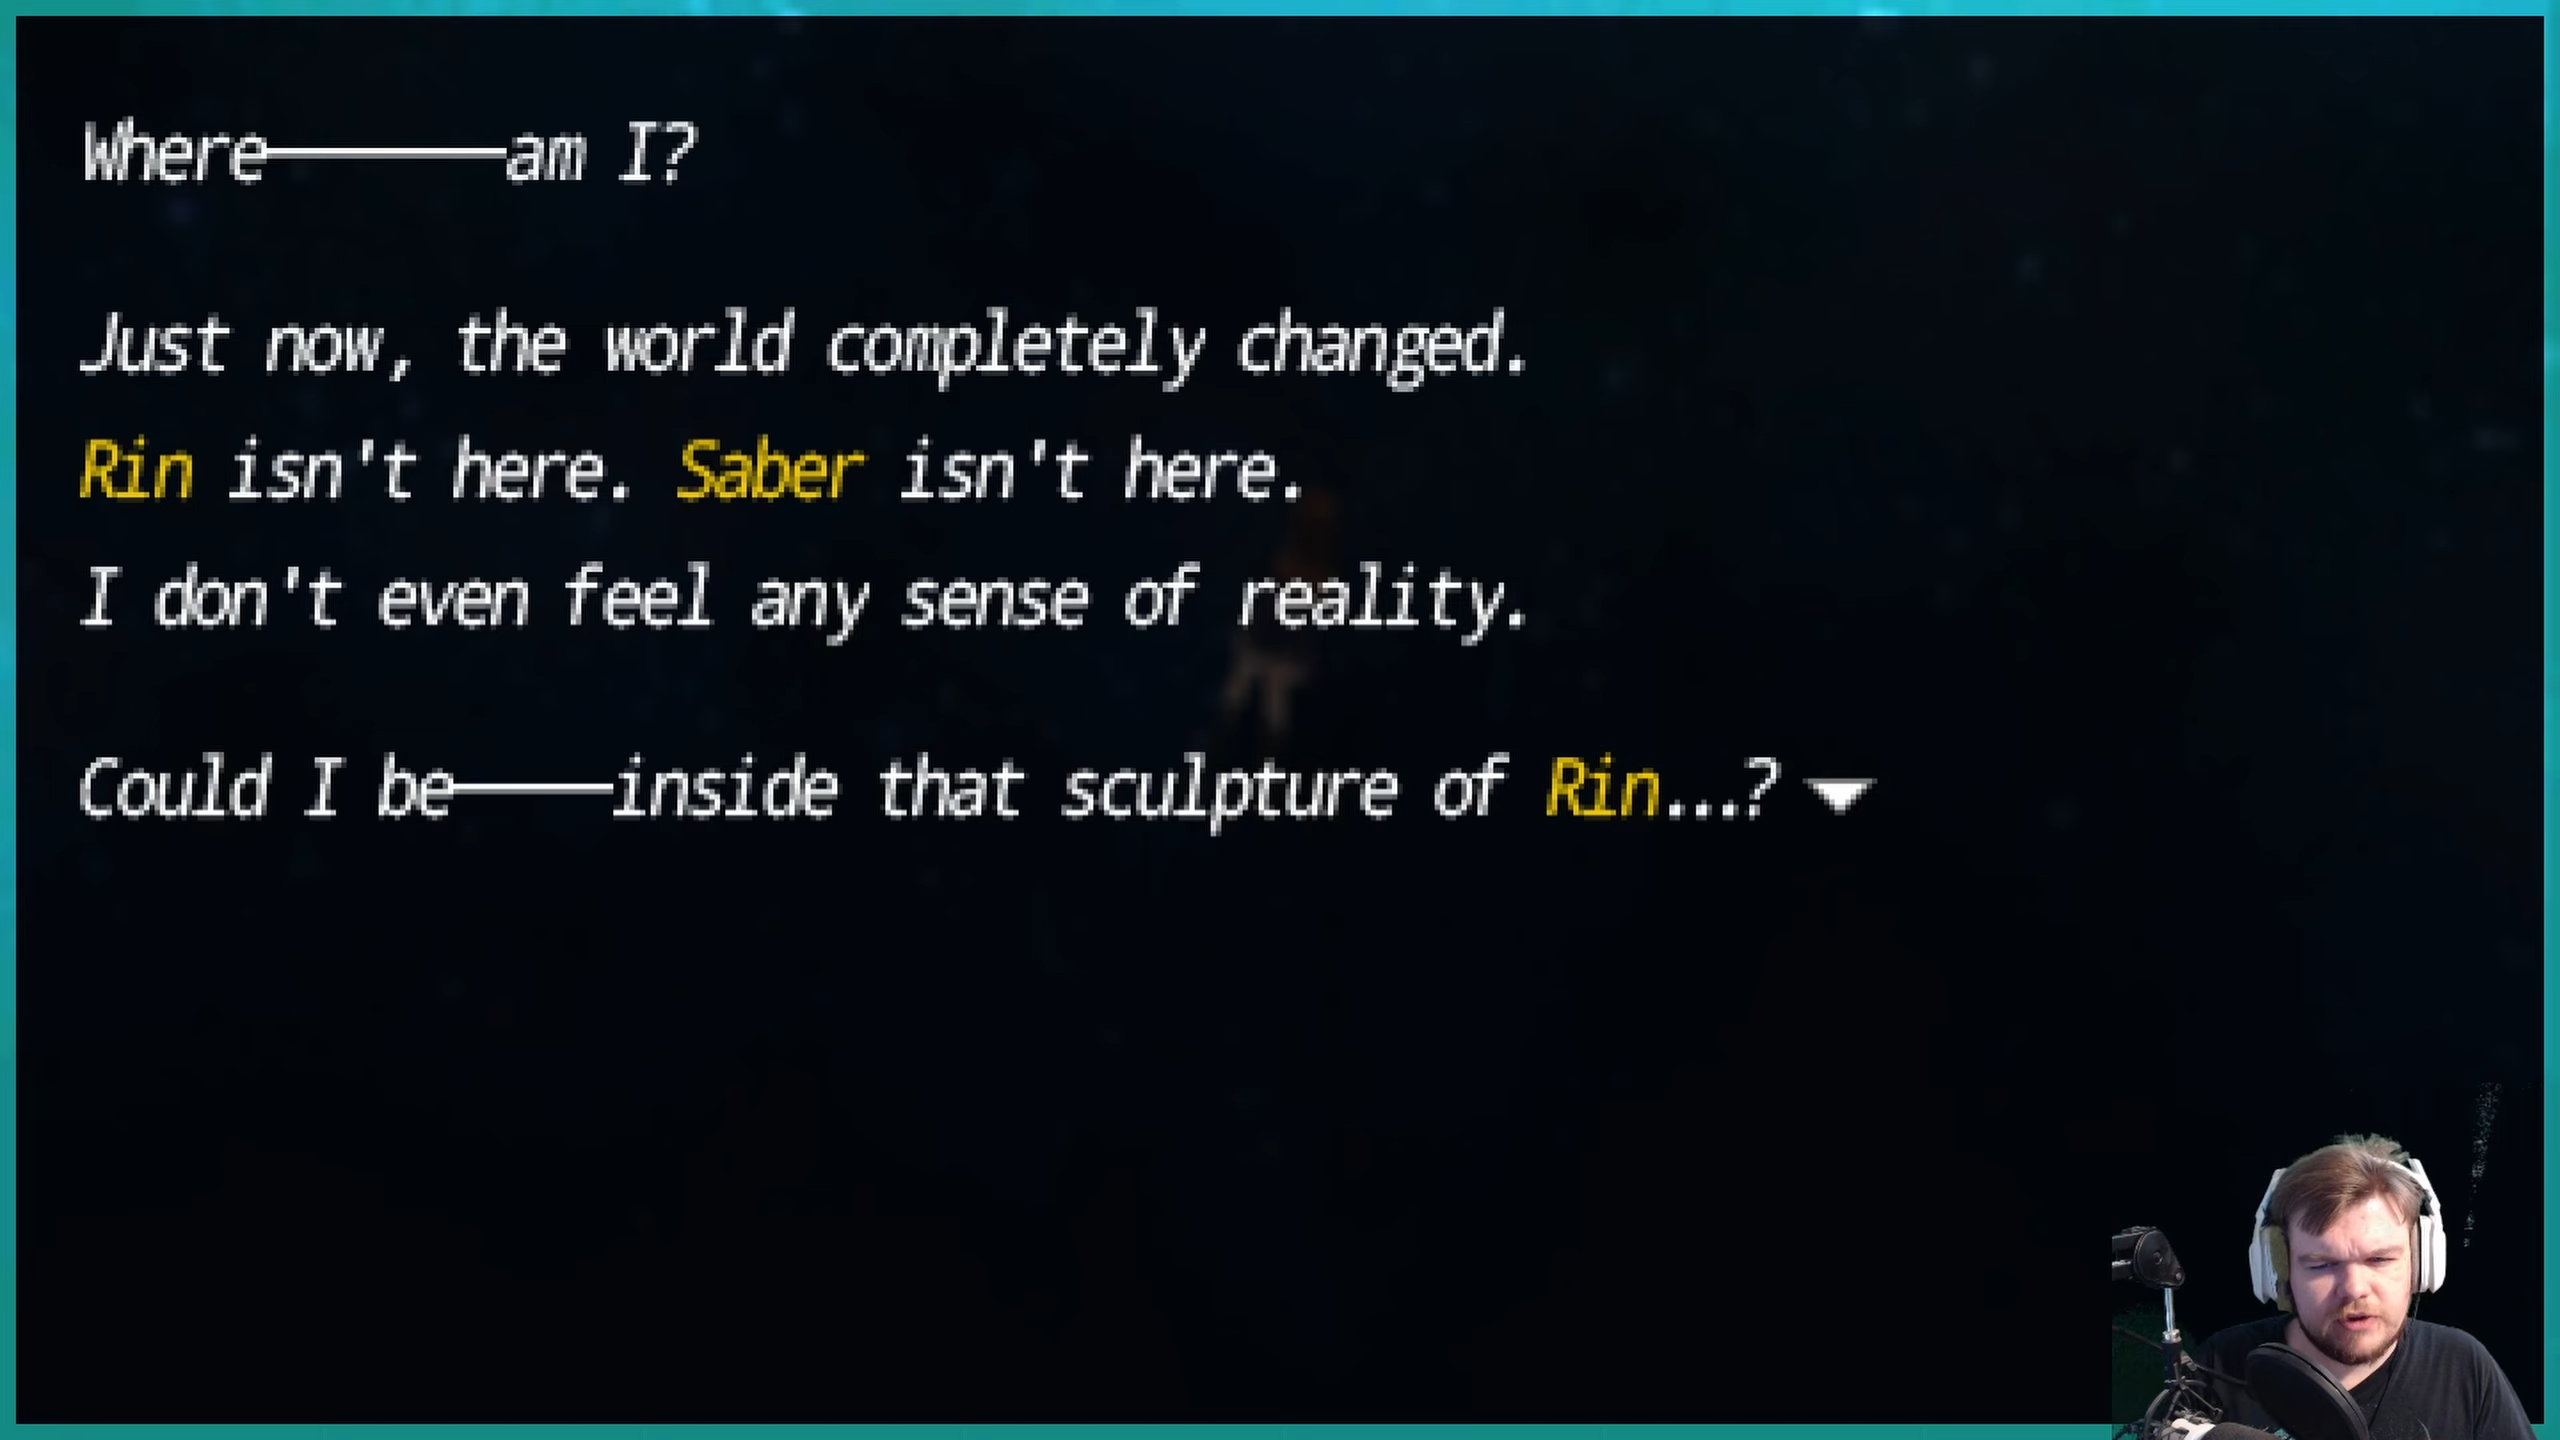 Where———am I?
Just now, the world completely changed.
Rin isn't here. Saber isn't here.
I don't even feel any sense of reality.
Could I be——inside that sculpture of Rin...?